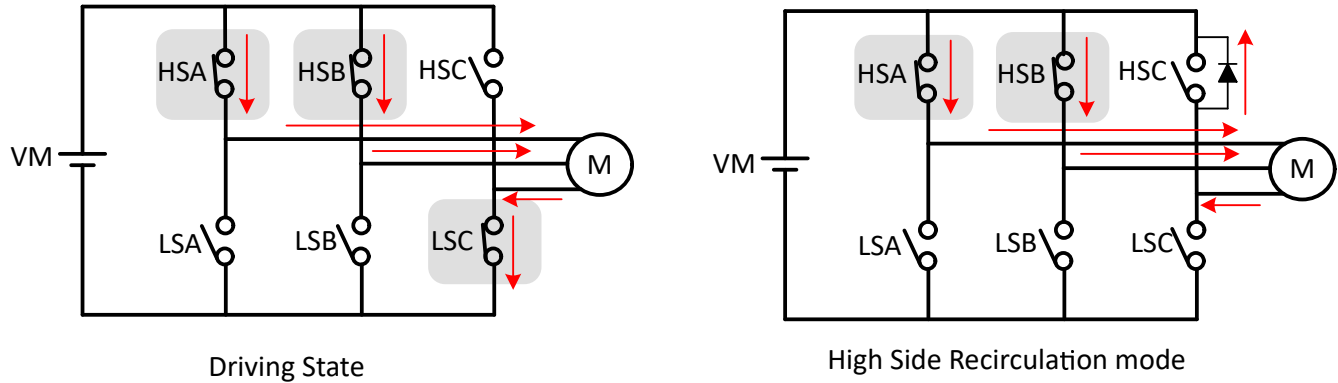 HSA
HSB
HSC
VM
M
LSA
LSB
LSC
Driving State
HSA
HSB
HSC
VM
M
LSA
LSB
LSC
High Side Recirculation mode